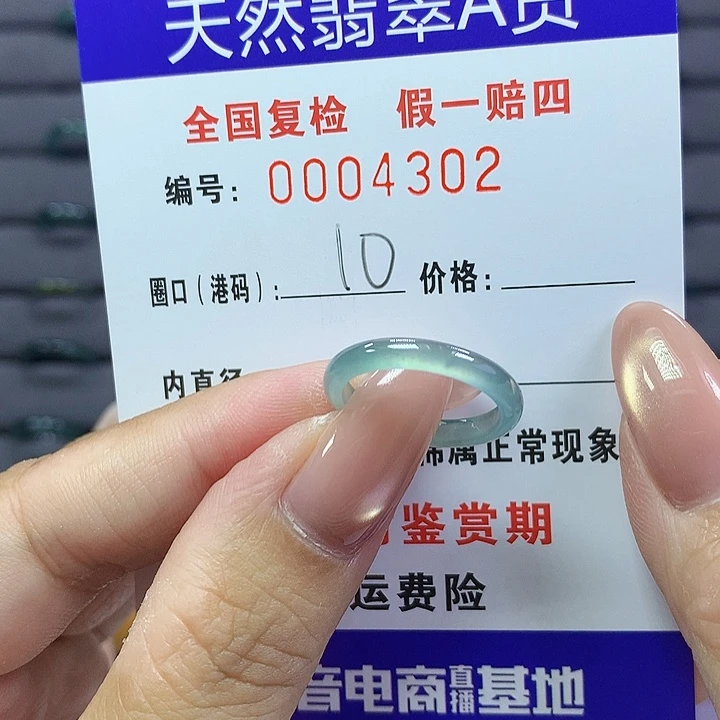 天然翡翠A货
全国复检 假一赔四
编号: 0004302
圈口(港码): 10 价格:
内直径
属正常现象
鉴赏期
运费险
音电商直播基地